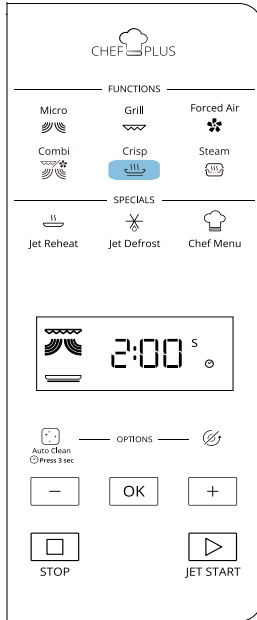 CHEF PLUS
FUNCTIONS
Micro Grill Forced Air
Combi Crisp Steam
SPECIALS
Jet Reheat Jet Defrost Chef Menu
2:00 S
OPTIONS
Auto Clean
Press 3 sec
− OK +
STOP JET START